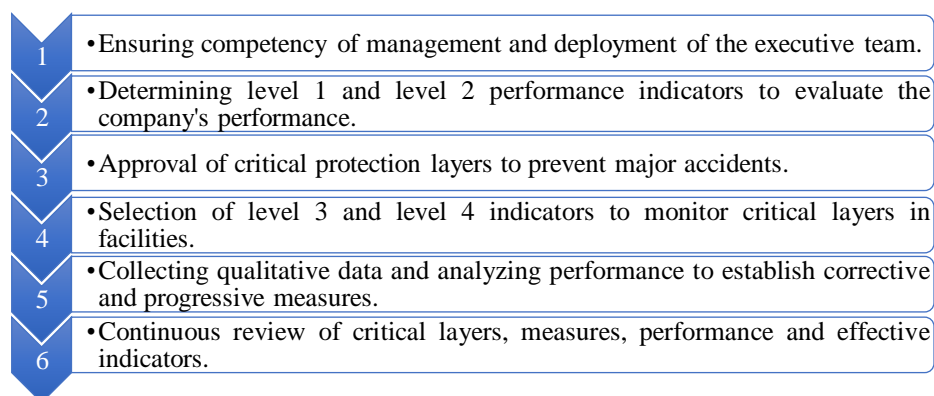 1
•Ensuring competency of management and deployment of the executive team.
2
•Determining level 1 and level 2 performance indicators to evaluate the
company's performance.
3
•Approval of critical protection layers to prevent major accidents.
4
•Selection of level 3 and level 4 indicators to monitor critical layers in
facilities.
5
•Collecting qualitative data and analyzing performance to establish corrective
and progressive measures.
6
•Continuous review of critical layers, measures, performance and effective
indicators.